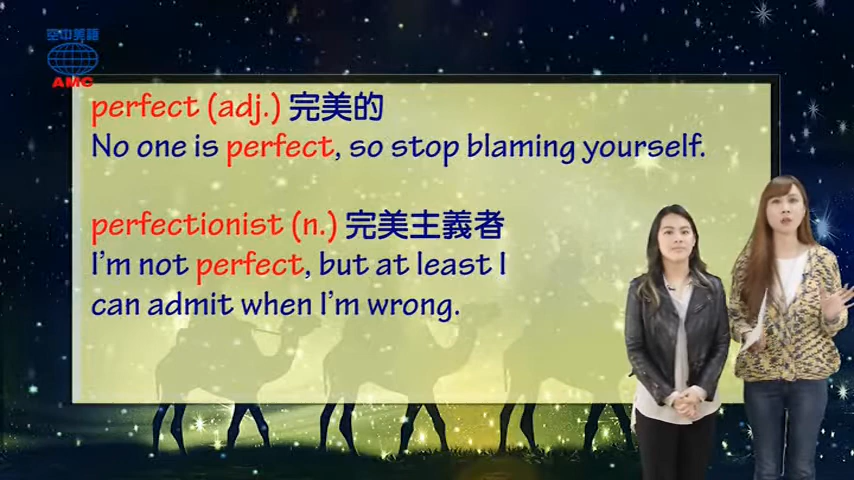 空中美語
AMC
perfect (adj.) 完美的
No one is perfect, so stop blaming yourself.
perfectionist (n.) 完美主義者
I'm not perfect, but at least I
can admit when I'm wrong.